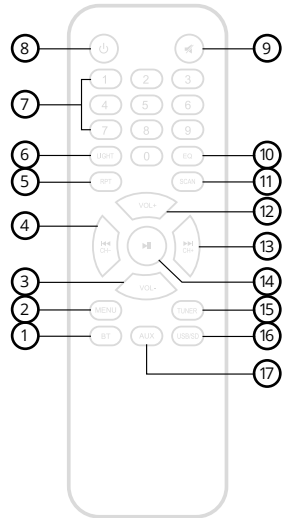 8 9
1 2 3
7
4 5 6
7 8 9
6 LIGHT 0 EQ 10
5 RPT SCAN 11
VOL+ 12
4 CH- CH+ 13
3 VOL- 14
2 MENU TUNER 15
1 BT AUX USB/SD 16
17